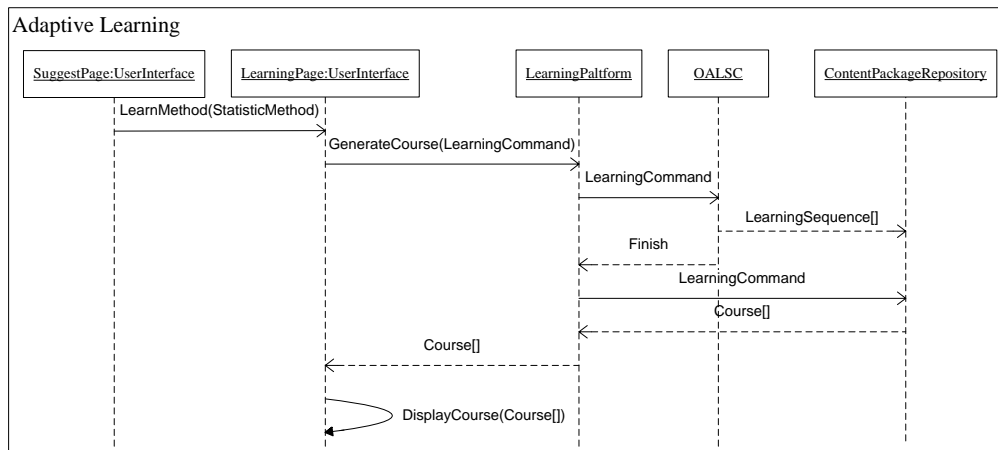 Adaptive Learning
SuggestPage:UserInterface
LearningPage:UserInterface
LearningPaltform
OALSC
ContentPackageRepository
LearnMethod(StatisticMethod)
GenerateCourse(LearningCommand)
LearningCommand
LearningSequence[]
Finish
LearningCommand
Course[]
Course[]
DisplayCourse(Course[])